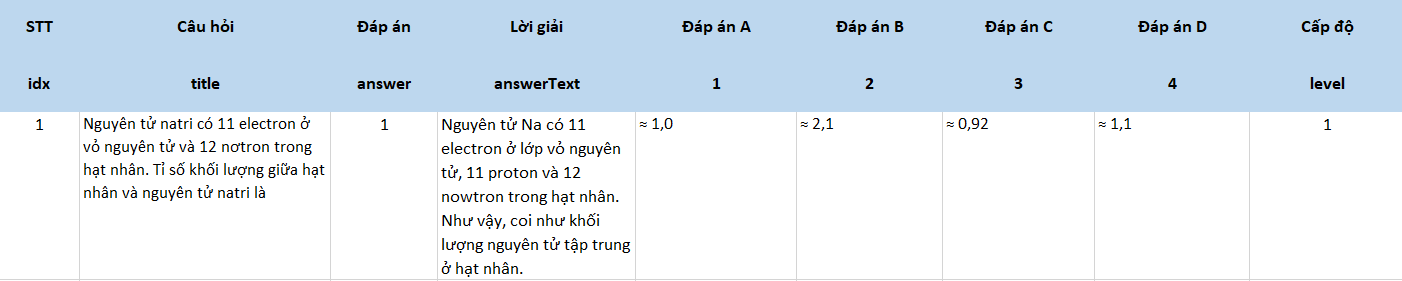 STT Câu hỏi Đáp án Lời giải Đáp án A Đáp án B Đáp án C Đáp án D Cấp độ
idx title answer answerText 1 2 3 4 level
1
Nguyên tử natri có 11 electron ở
vỏ nguyên tử và 12 nơtron trong
hạt nhân. Tỉ số khối lượng giữa hạt
nhân và nguyên tử natri là
1
Nguyên tử Na có 11
electron ở lớp vỏ nguyên
tử, 11 proton và 12
nowtron trong hạt nhân.
Như vậy, coi như khối
lượng nguyên tử tập trung
ở hạt nhân.
≈ 1,0
≈ 2,1
≈ 0,92
≈ 1,1
1